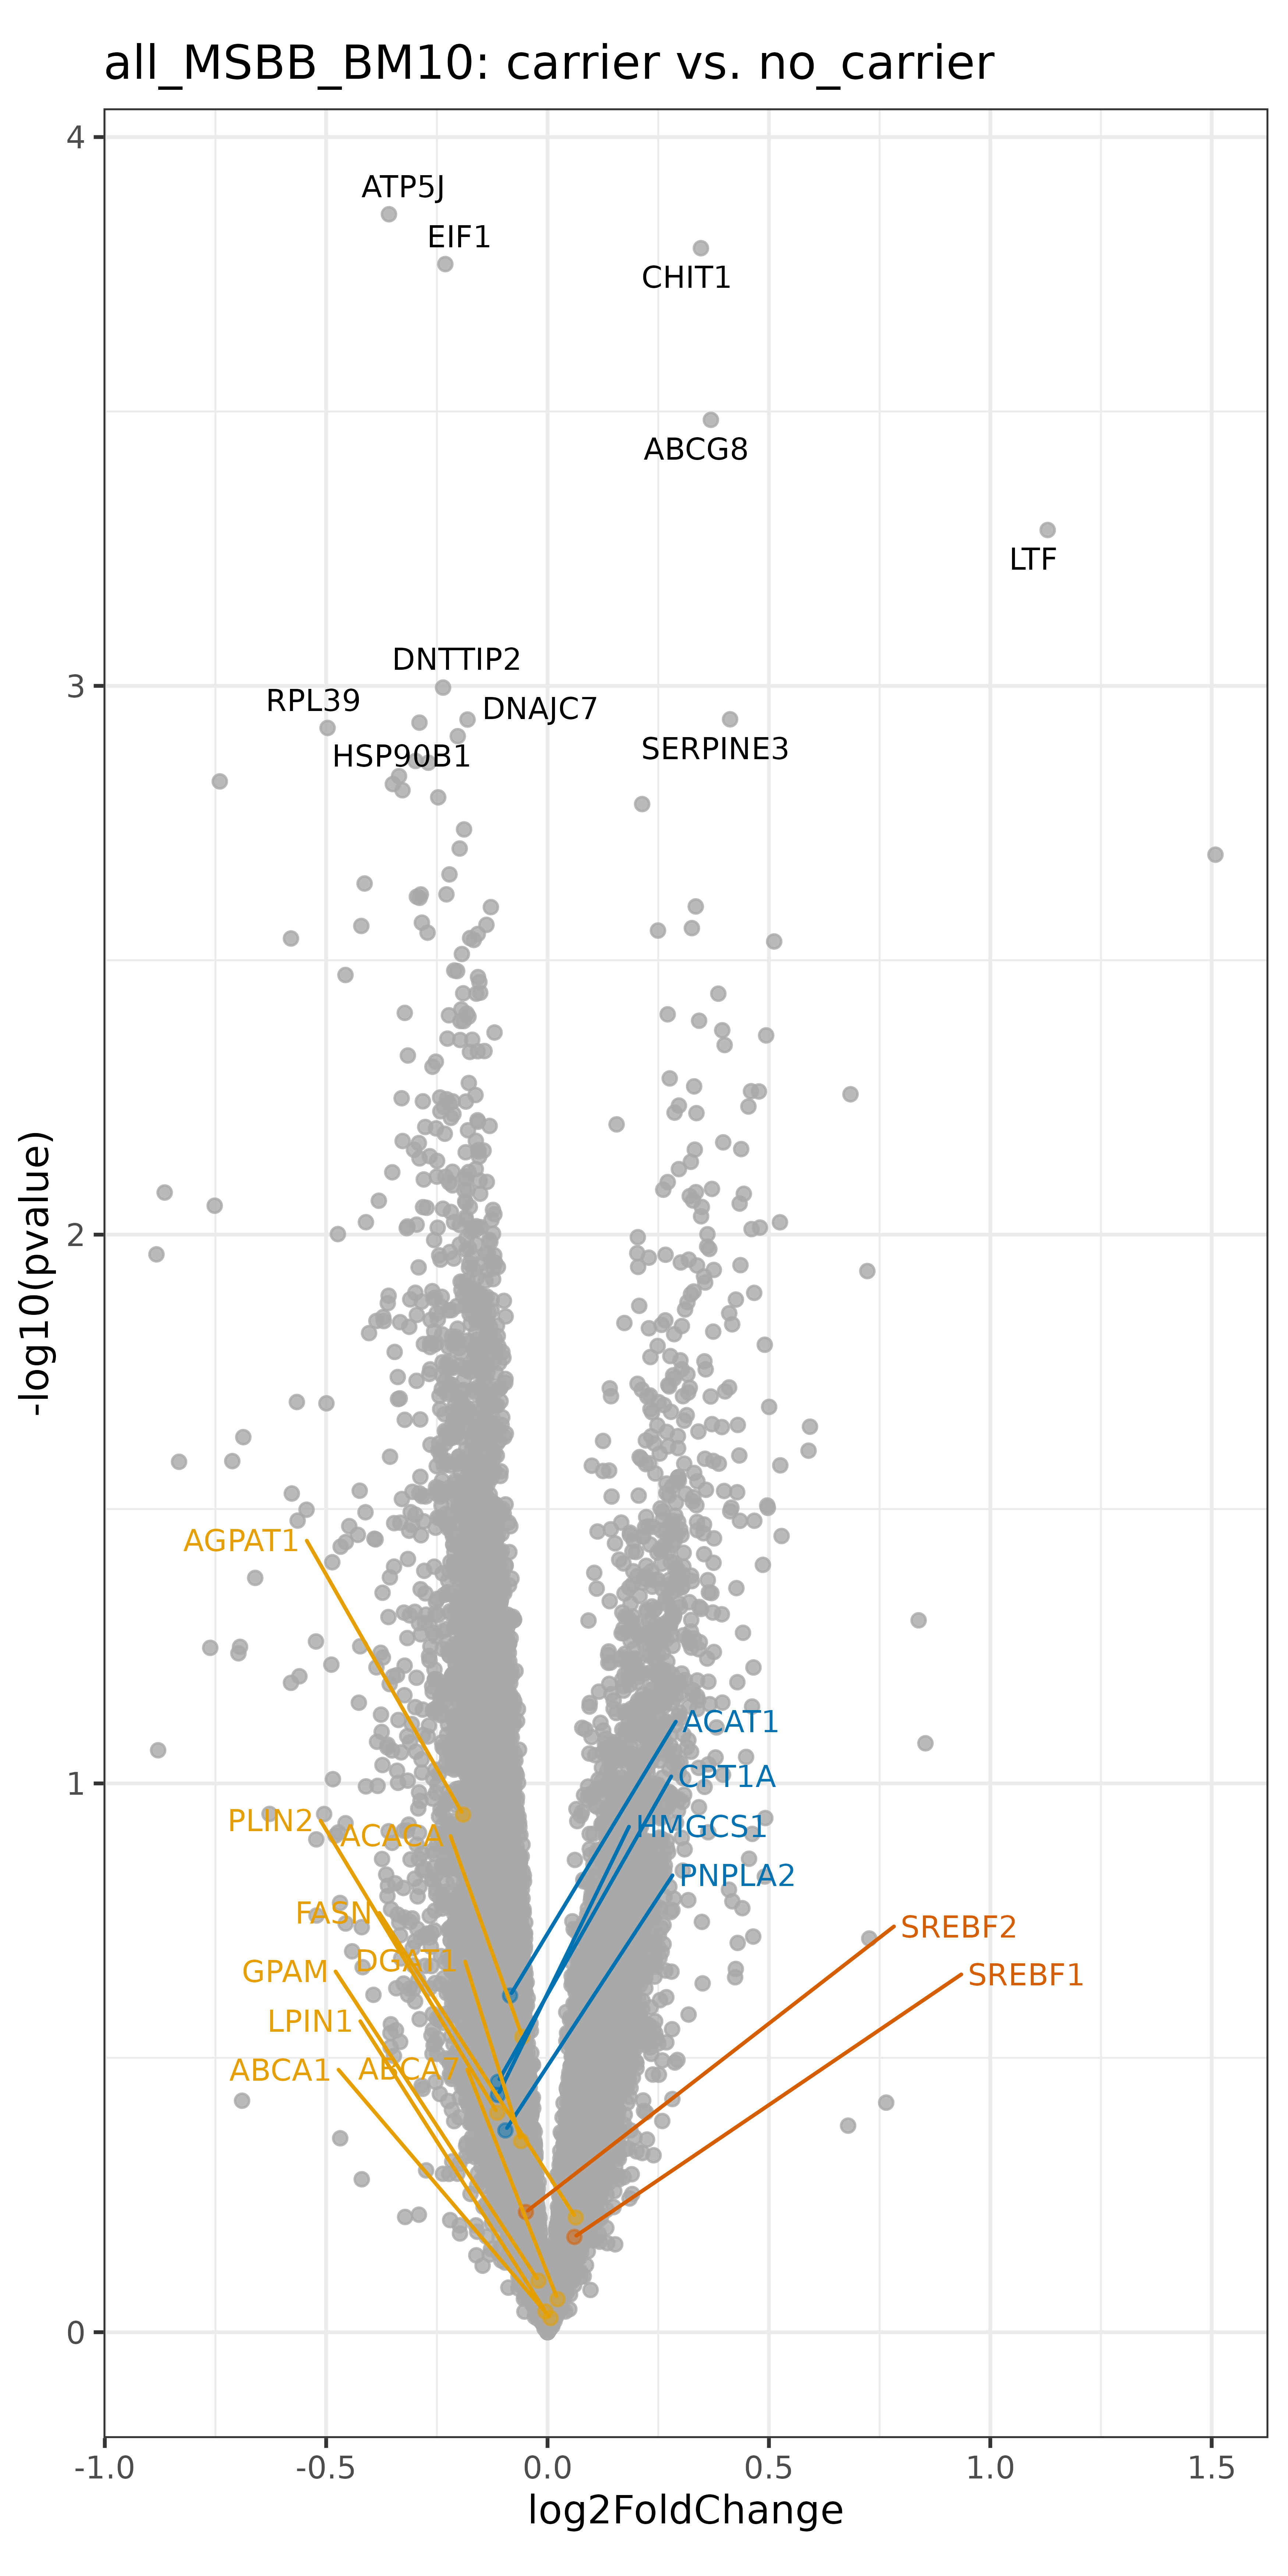 all_MSBB_BM10: carrier vs. no_carrier
4
ATP5J
EIF1
CHIT1
ABCG8
LTF
DNTTIP2
3
RPL39
DNAJC7
HSP90B1
SERPINE3
-log10(pvalue)
2
AGPAT1
ACAT1
CPT1A
1
PLIN2
ACACA
HMGCS1
PNPLA2
FASN
SREBF2
DGAT1
GPAM
SREBF1
LPIN1
ABCA1
ABCA7
0
-1.0
-0.5
0.0
0.5
1.0
1.5
log2FoldChange